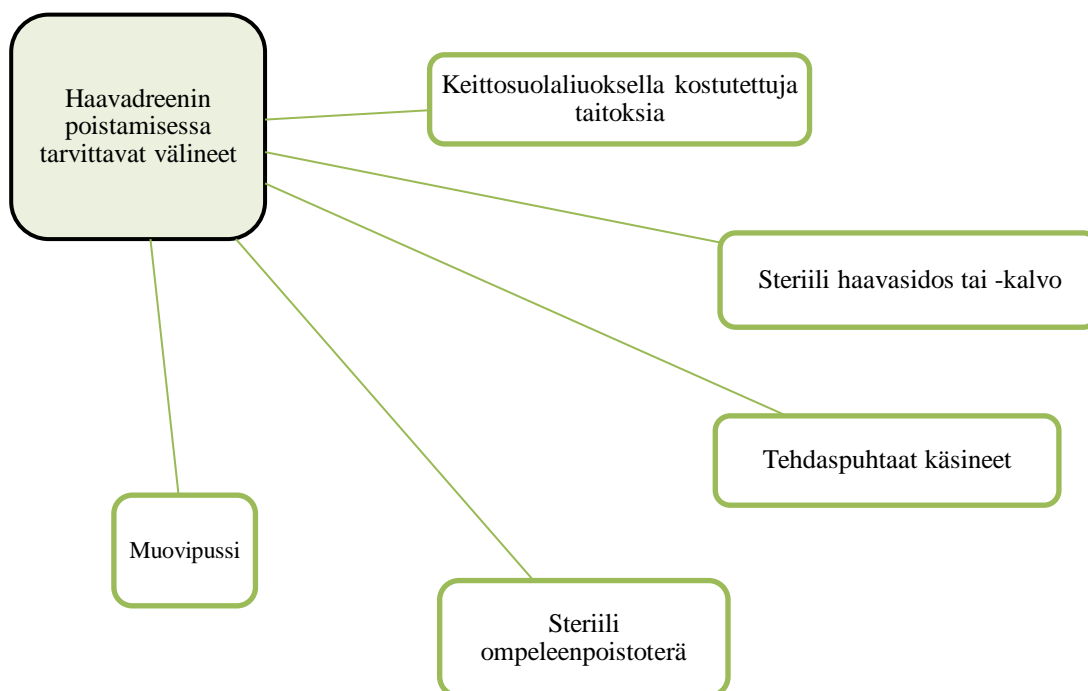 Haavadreenin
poistamisessa
tarvittavat välineet
Keittosuolaliuoksella kostutettuja
taitoksia
Steriili haavasidos tai -kalvo
Tehdaspuhtaat käsineet
Muovipussi
Steriili
ompeleenpoistoterä